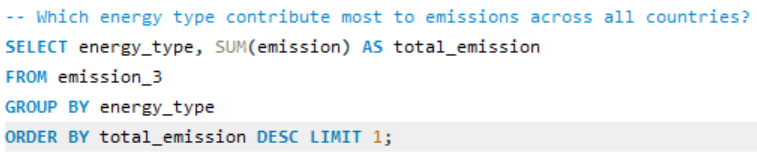 -- Which energy type contribute most to emissions across all countries?
SELECT energy_type, SUM(emission) AS total_emission
FROM emission_3
GROUP BY energy_type
ORDER BY total_emission DESC LIMIT 1;